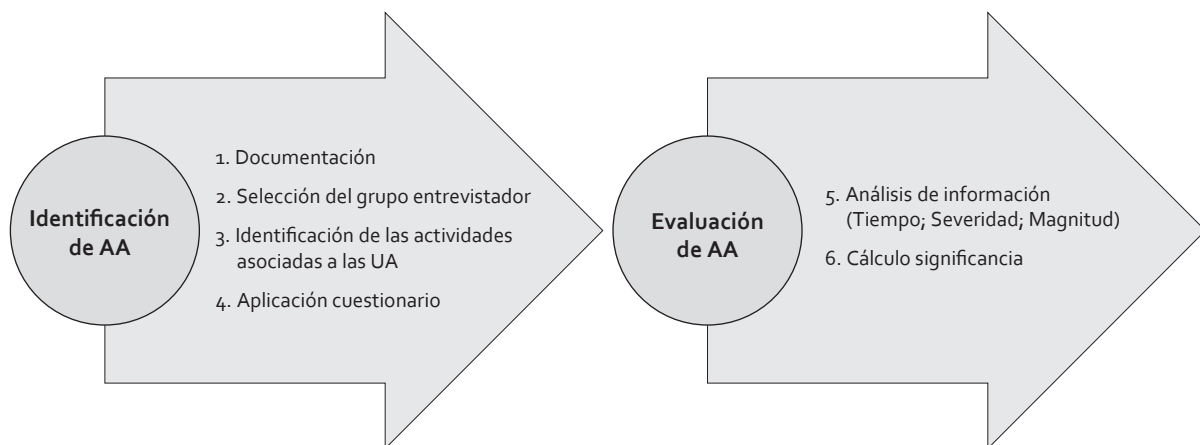 Identificación
de AA
1. Documentación
2. Selección del grupo entrevistador
3. Identificación de las actividades
asociadas a las UA
4. Aplicación cuestionario
Evaluación
de AA
5. Análisis de información
(Tiempo; Severidad; Magnitud)
6. Cálculo significancia